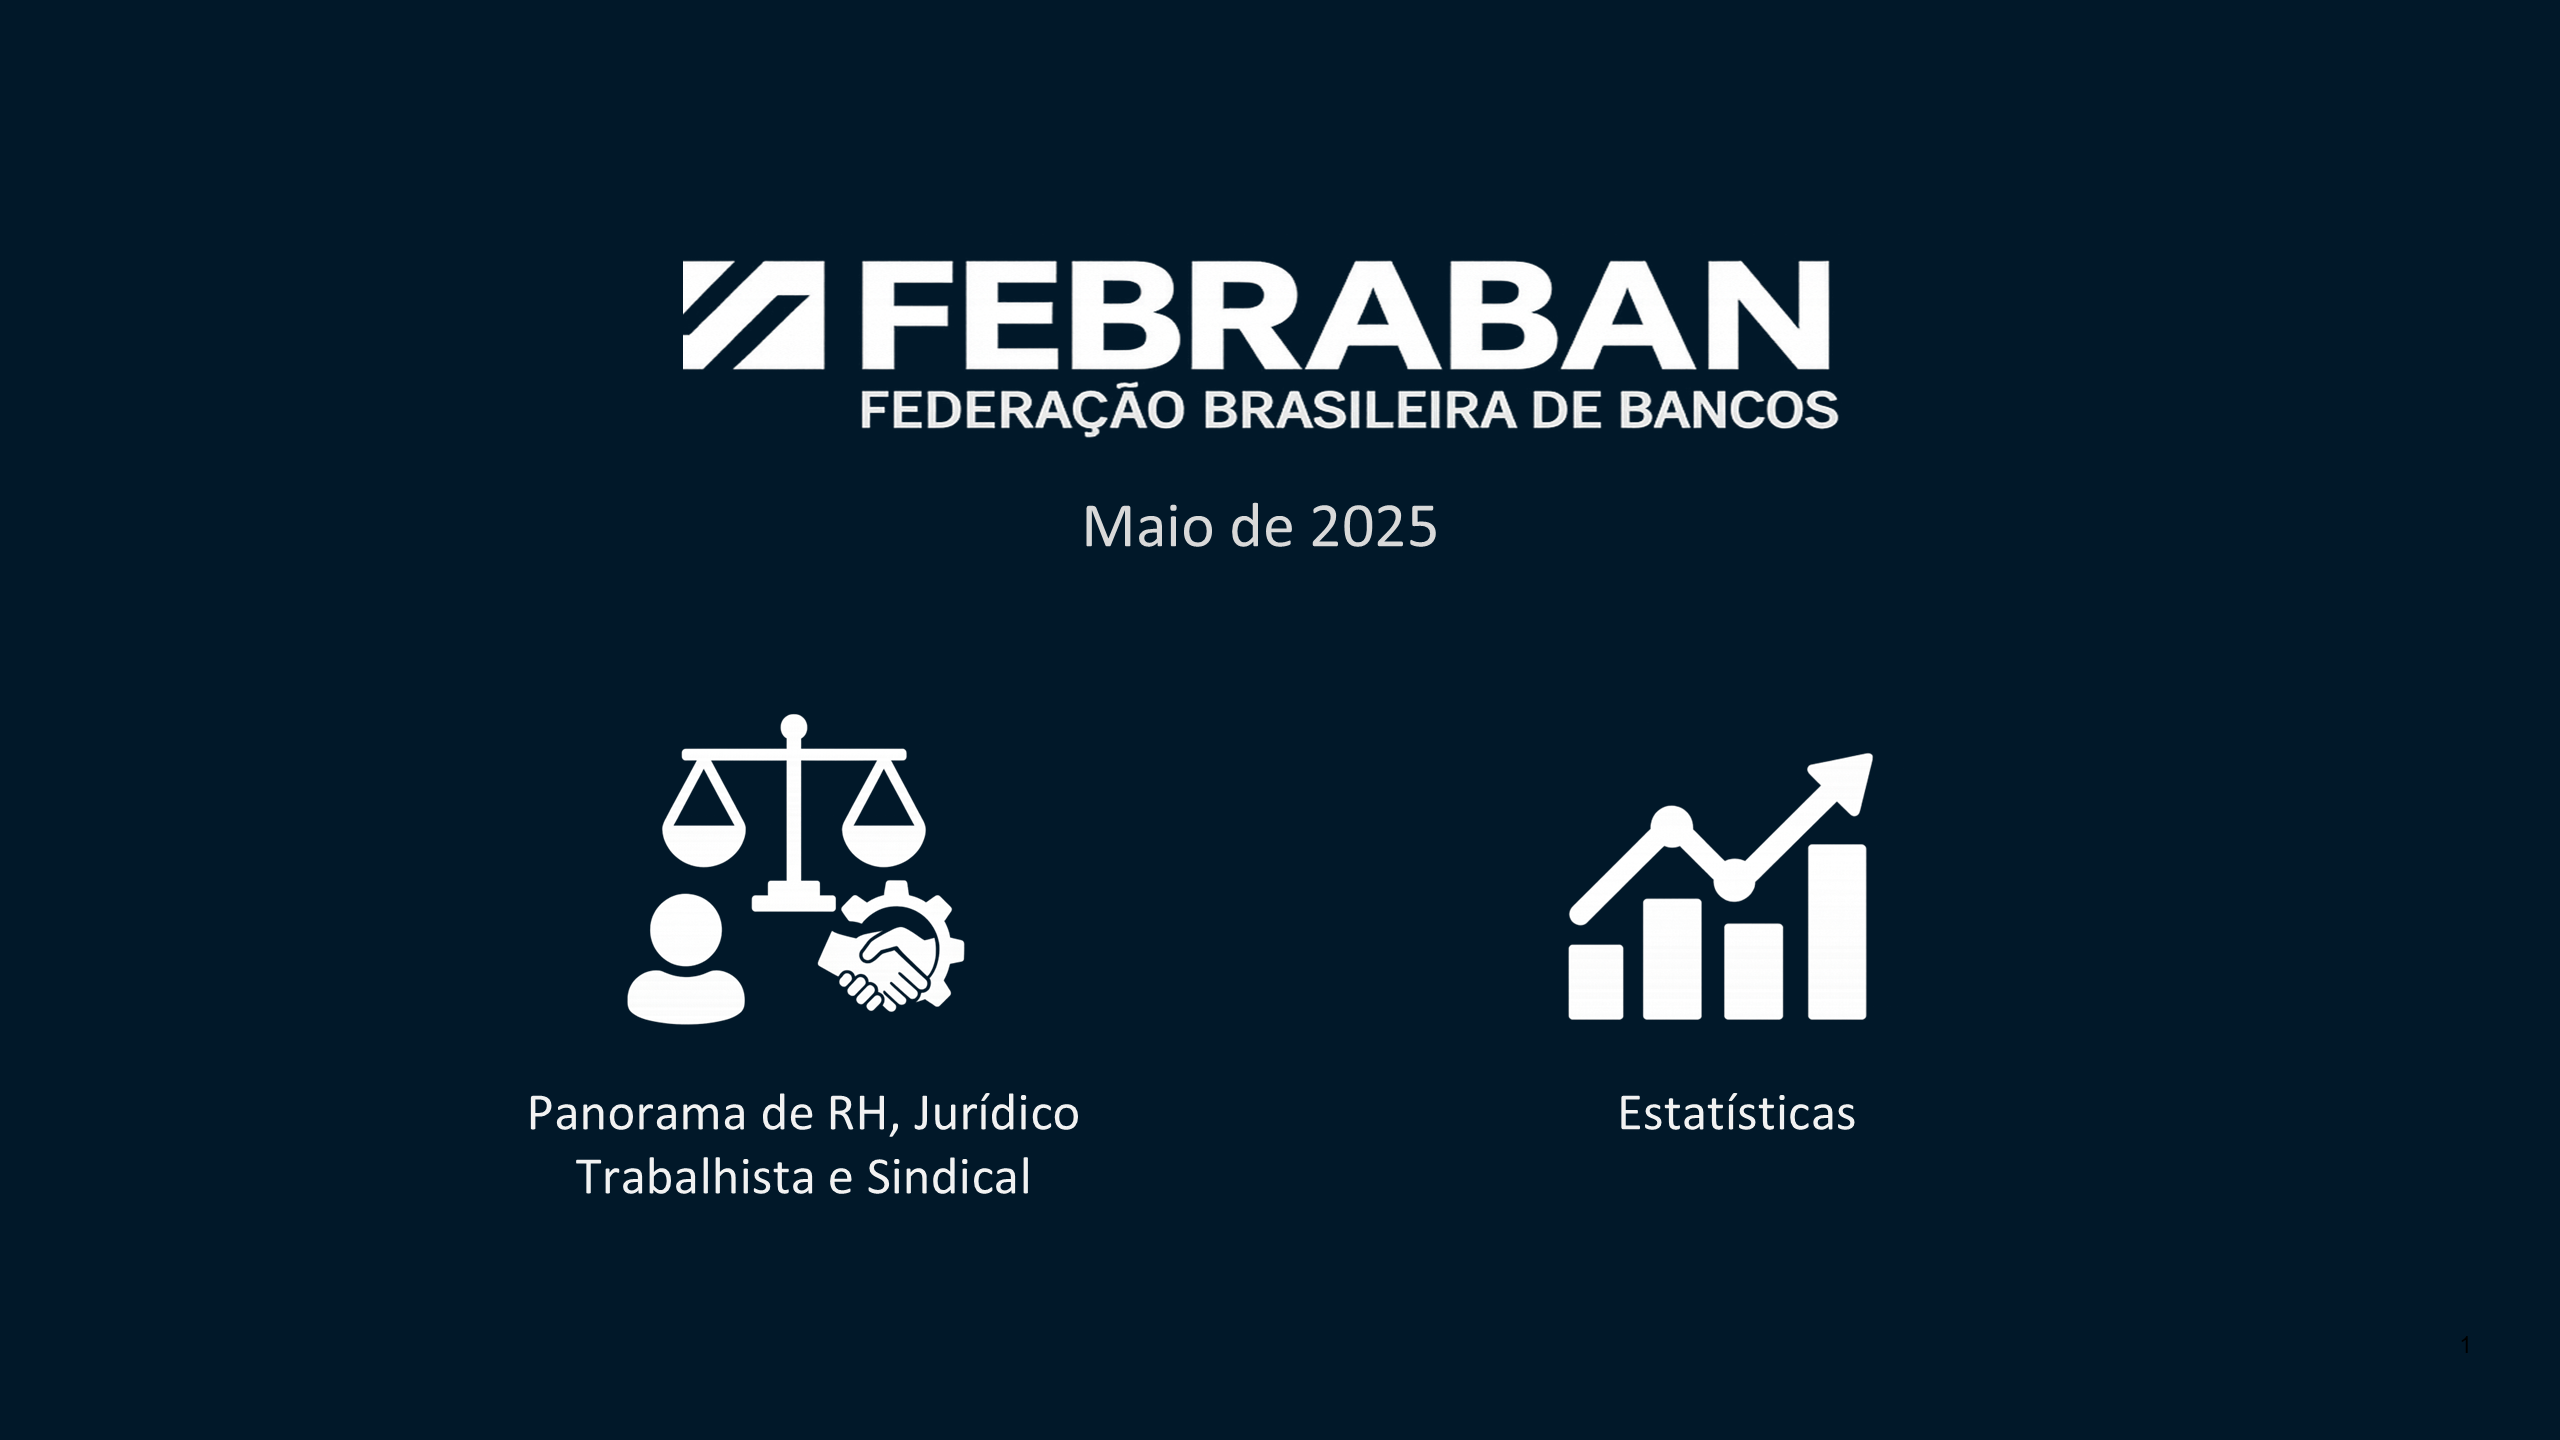 FEBRABAN
FEDERAÇÃO BRASILEIRA DE BANCOS
Maio de 2025
Panorama de RH, Jurídico
Trabalhista e Sindical
Estatísticas
1